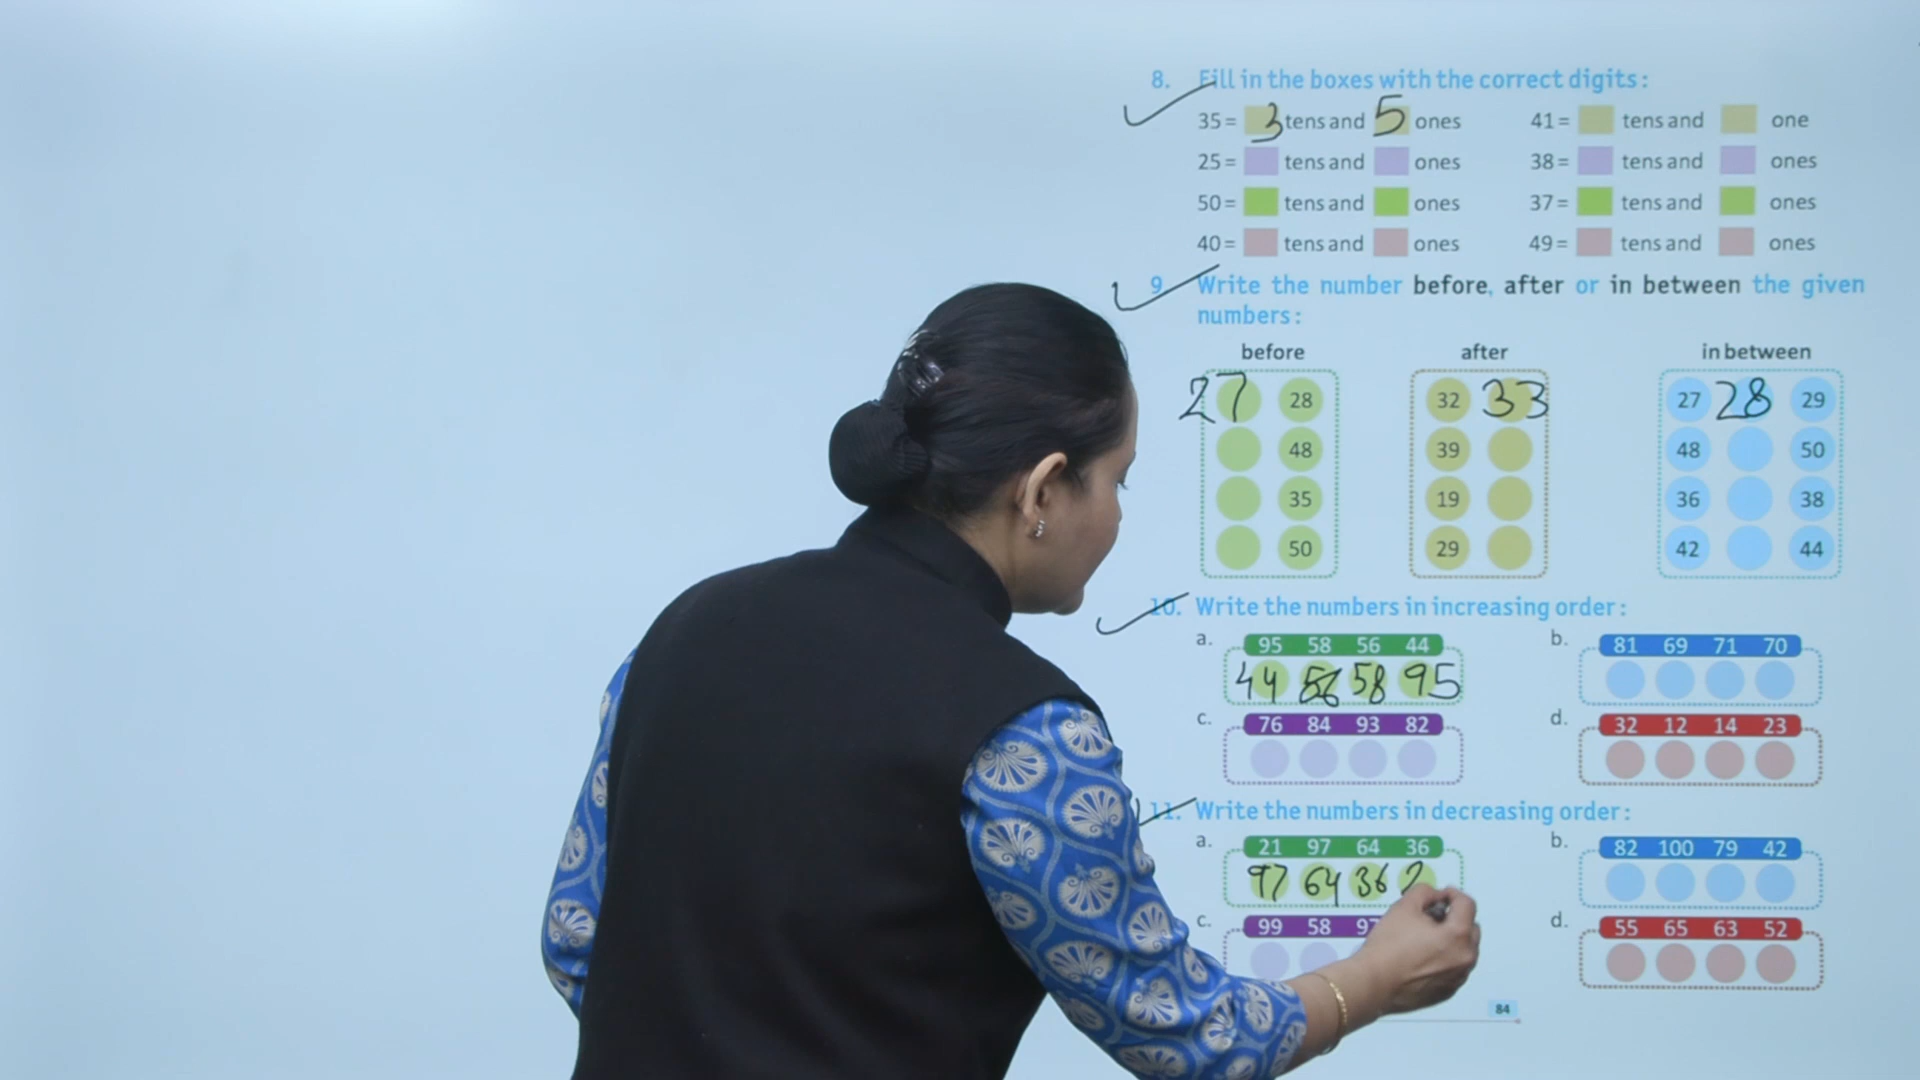 8. Fill in the boxes with the correct digits:
35= 3 tens and 5 ones 41= tens and one
25= tens and ones 38= tens and ones
50= tens and ones 37= tens and ones
40= tens and ones 49= tens and ones
9 Write the number before, after or in between the given
numbers:
before after in between
27 28 32 33 27 28 29
48 39 48 50
35 19 36 38
50 29 42 44
10. Write the numbers in increasing order:
a. 95 58 56 44 b. 81 69 71 70
44 56 58 95
c. 76 84 93 82 d. 32 12 14 23
11. Write the numbers in decreasing order:
a. 21 97 64 36 b. 82 100 79 42
97 64 36 2
c. 99 58 97 d. 55 65 63 52
84